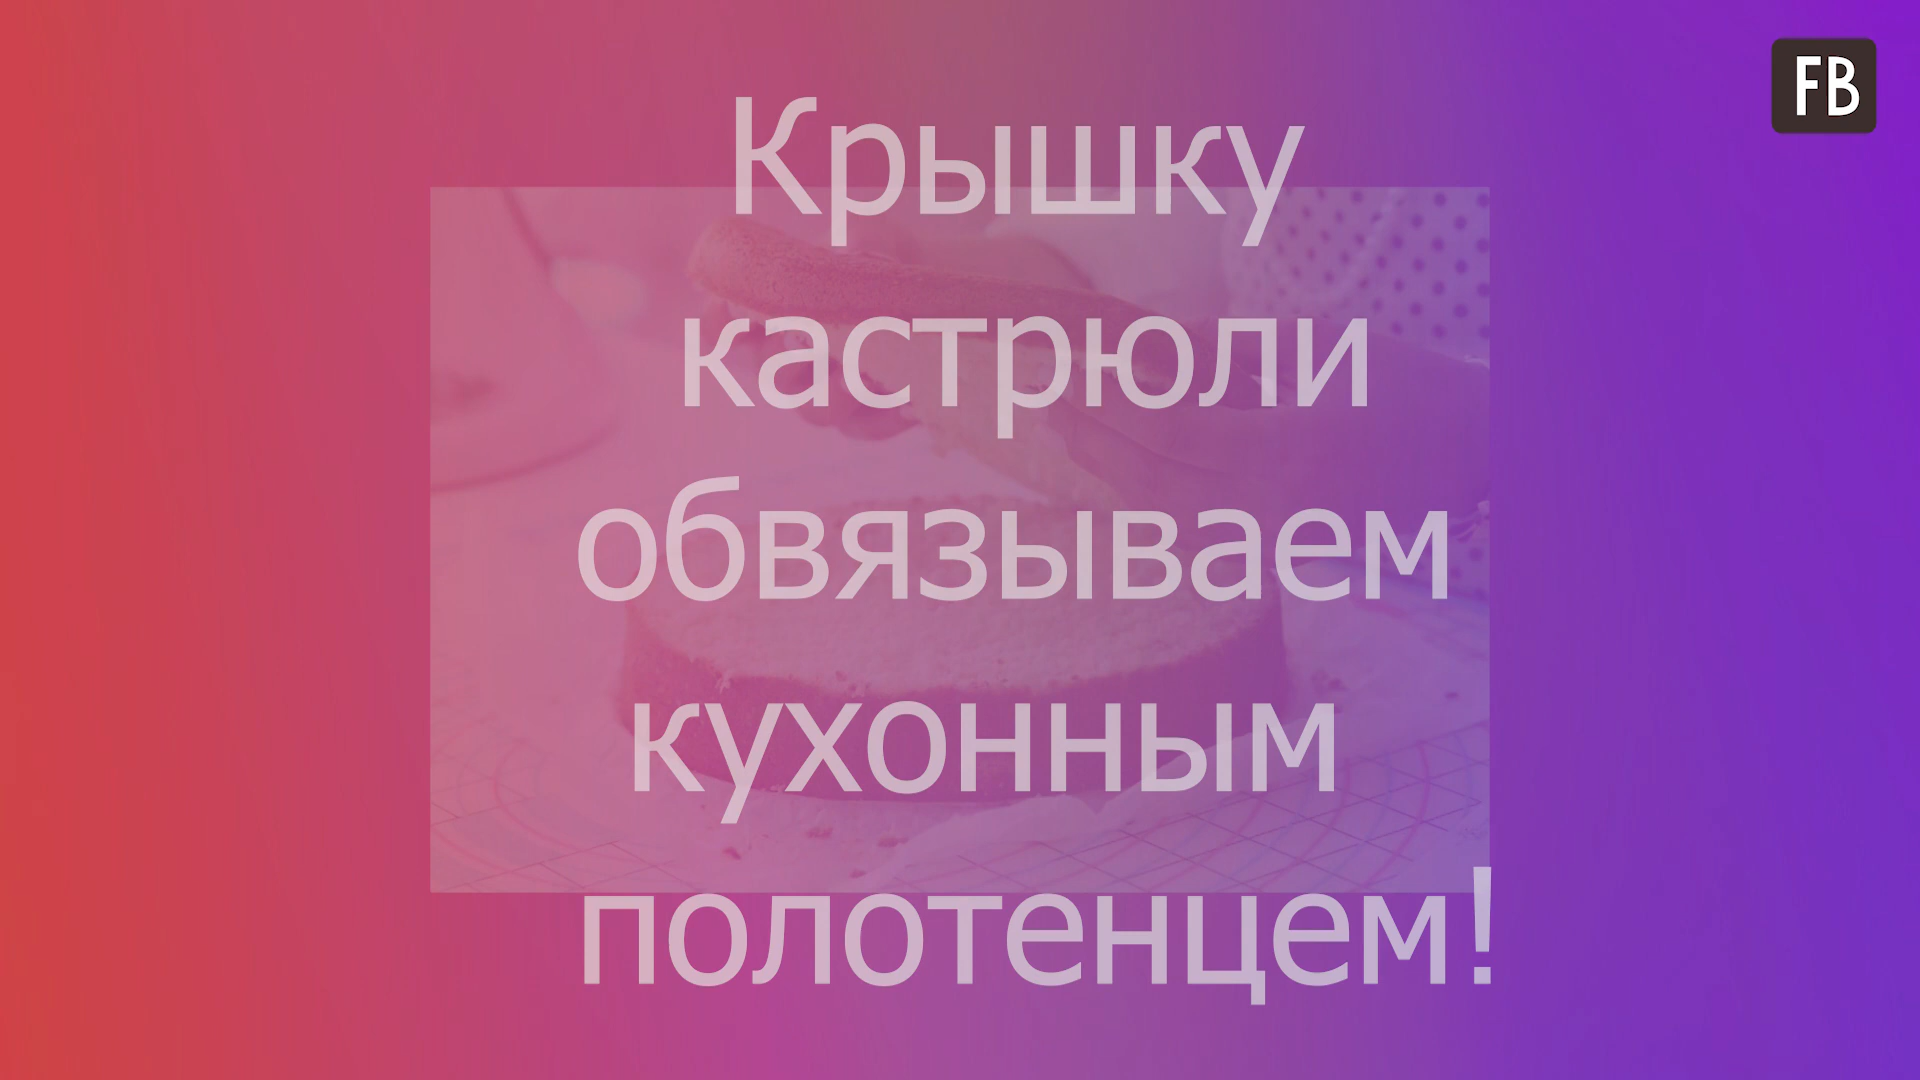 FB
Крышку
кастрюли
обвязываем
кухонным
полотенцем!